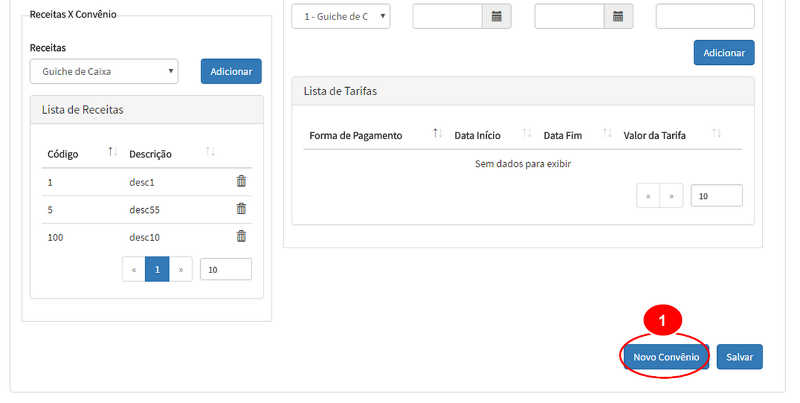 Receitas X Convênio
Receitas
Guiche de Caixa
Adicionar
Lista de Receitas
Código Descrição
1 desc1
5 desc55
100 desc10
« 1 » 10
1 - Guiche de C
Adicionar
Lista de Tarifas
Forma de Pagamento Data Início Data Fim Valor da Tarifa
Sem dados para exibir
« » 10
1
Novo Convênio Salvar